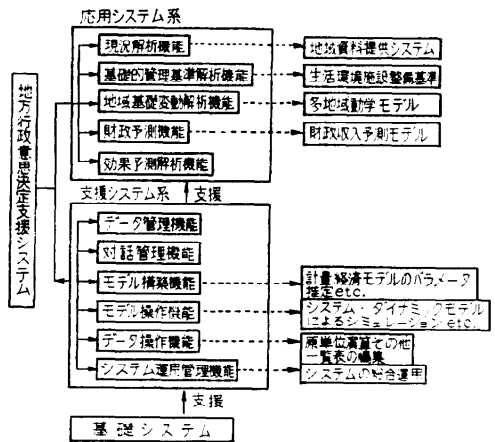 応用システム系
現況解析機能
地域資料提供システム
基礎的管理基準解析機能
生活環境施設整備基準
地域基礎変動解析機能
多地域動学モデル
財政予測機能
財政収入予測モデル
効果予測解析機能
地方行政意思決定支援システム
支援システム系
支援
データ管理機能
対話管理機能
モデル構築機能
計量経済モデルのパラメータ
推定etc.
モデル操作機能
システム・ダイナミックモデル
によるシミュレーションetc.
データ操作機能
原単位演算その他
一覧表の編集
システム運用管理機能
システムの総合運用
支援
基礎システム